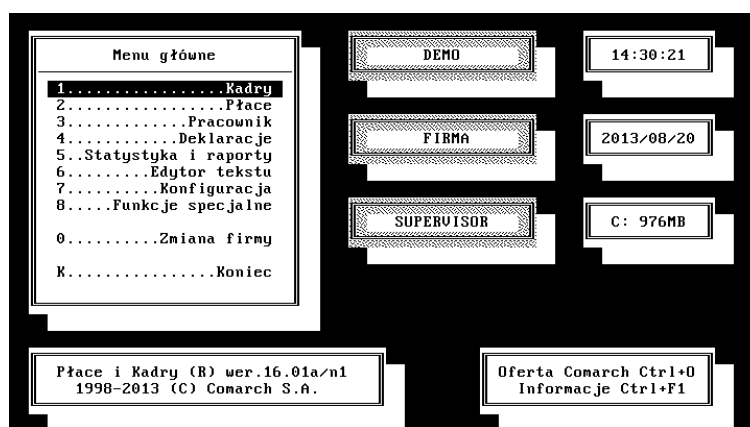 Menu główne
1.................Kadry
2.................Płace
3.............Pracownik
4............Deklaracje
5..Statystyka i raporty
6.........Edytor tekstu
7..........Konfiguracja
8.....Funkcje specjalne
0..........Zmiana firmy
K................Koniec
DEMO
14:30:21
FIRMA
2013/08/20
SUPERVISOR
C: 976MB
Płace i Kadry (R) wer.16.01a/n1
1998-2013 (C) Comarch S.A.
Oferta Comarch Ctrl+O
Informacje Ctrl+F1